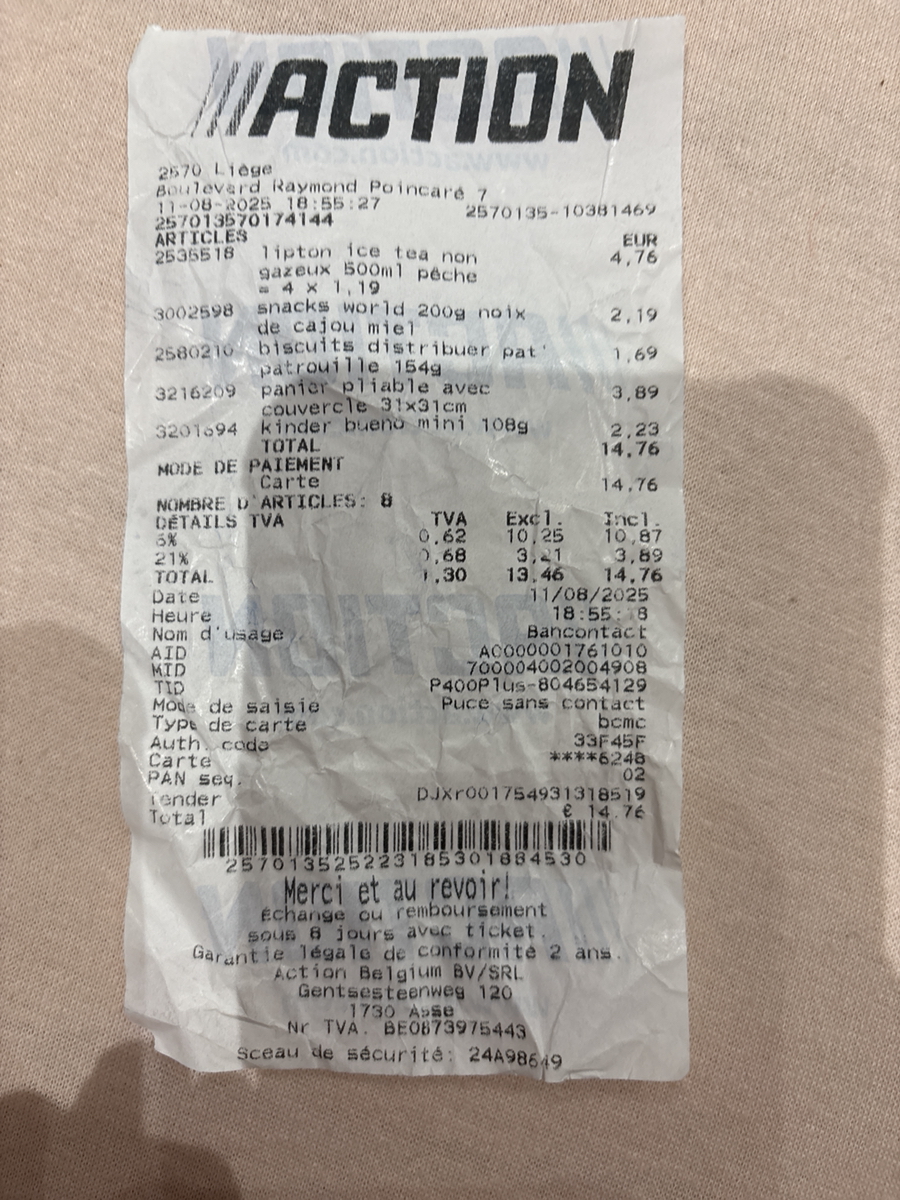 ACTION
2570 Liège
Boulevard Raymond Poincaré 7
11-08-2025 18:55:27 2570135-10381469
257013570174144
ARTICLES EUR
2535518 lipton ice tea non 4,76
gazeux 500ml pêche
= 4 x 1,19
3002598 snacks world 200g noix 2,19
de cajou miel
2580210 biscuits distribuer pat' 1,69
patrouille 154g
3216209 panier pliable avec 3,89
couvercle 31x31cm
3201694 kinder bueno mini 108g 2,23
TOTAL 14,76
MODE DE PAIEMENT
Carte 14,76
NOMBRE D'ARTICLES: 8
DÉTAILS TVA TVA Excl. Incl.
6% 0,62 10,25 10,87
21% 0,68 3,21 3,89
TOTAL 1,30 13,46 14,76
Date 11/08/2025
Heure
Nom d'usage Bancontact
AID A0000001761010
MID 700004002004908
TID P400Plus-804654129
Mode de saisie Puce sans contact
Type de carte bcmc
Auth. code 33F45F
Carte ****6248
PAN seq. 02
Tender DJXr001754931318519
Total € 14.76
257013525223185301884530
Merci et au revoir!
Échange ou remboursement
sous 8 jours avec ticket.
Garantie légale de conformité 2 ans.
Action Belgium BV/SRL
Gentsesteenweg 120
1730 Asse
Nr TVA. BE0873975443
Sceau de sécurité: 24A98649